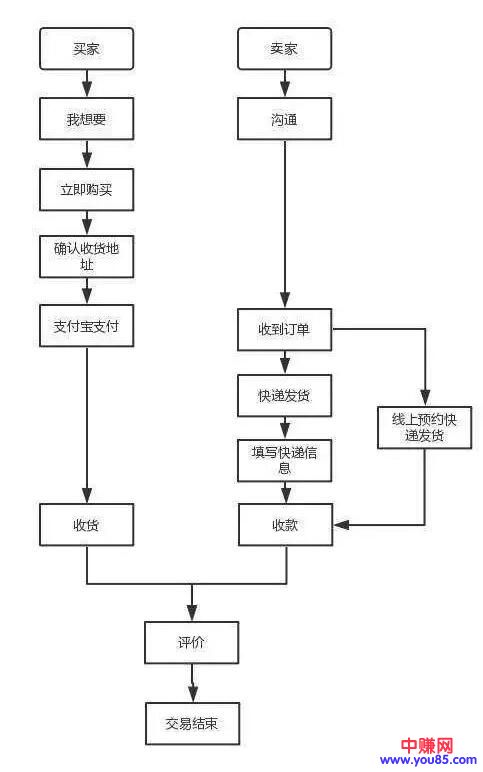 买家
卖家
我想要
沟通
立即购买
确认收货地
址
支付宝支付
收到订单
快递发货
线上预约快
递发货
填写快递信
息
收货
收款
评价
交易结束
中赚网
www.you85.com